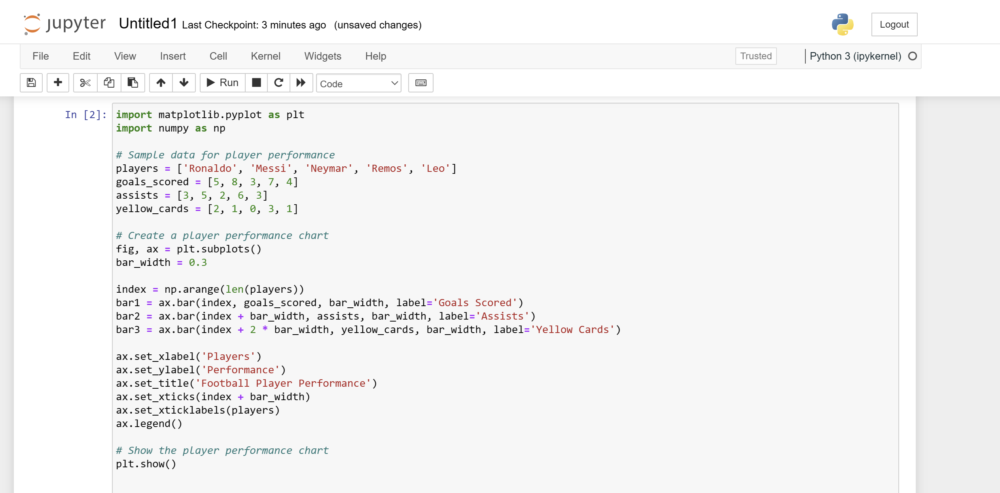 jupyter Untitled1 Last Checkpoint: 3 minutes ago (unsaved changes) Logout
File Edit View Insert Cell Kernel Widgets Help Trusted Python 3 (ipykernel)
Run Code
In [2]: import matplotlib.pyplot as plt
import numpy as np
# Sample data for player performance
players = ['Ronaldo', 'Messi', 'Neymar', 'Remos', 'Leo']
goals_scored = [5, 8, 3, 7, 4]
assists = [3, 5, 2, 6, 3]
yellow_cards = [2, 1, 0, 3, 1]
# Create a player performance chart
fig, ax = plt.subplots()
bar_width = 0.3
index = np.arange(len(players))
bar1 = ax.bar(index, goals_scored, bar_width, label='Goals Scored')
bar2 = ax.bar(index + bar_width, assists, bar_width, label='Assists')
bar3 = ax.bar(index + 2 * bar_width, yellow_cards, bar_width, label='Yellow Cards')
ax.set_xlabel('Players')
ax.set_ylabel('Performance')
ax.set_title('Football Player Performance')
ax.set_xticks(index + bar_width)
ax.set_xticklabels(players)
ax.legend()
# Show the player performance chart
plt.show()